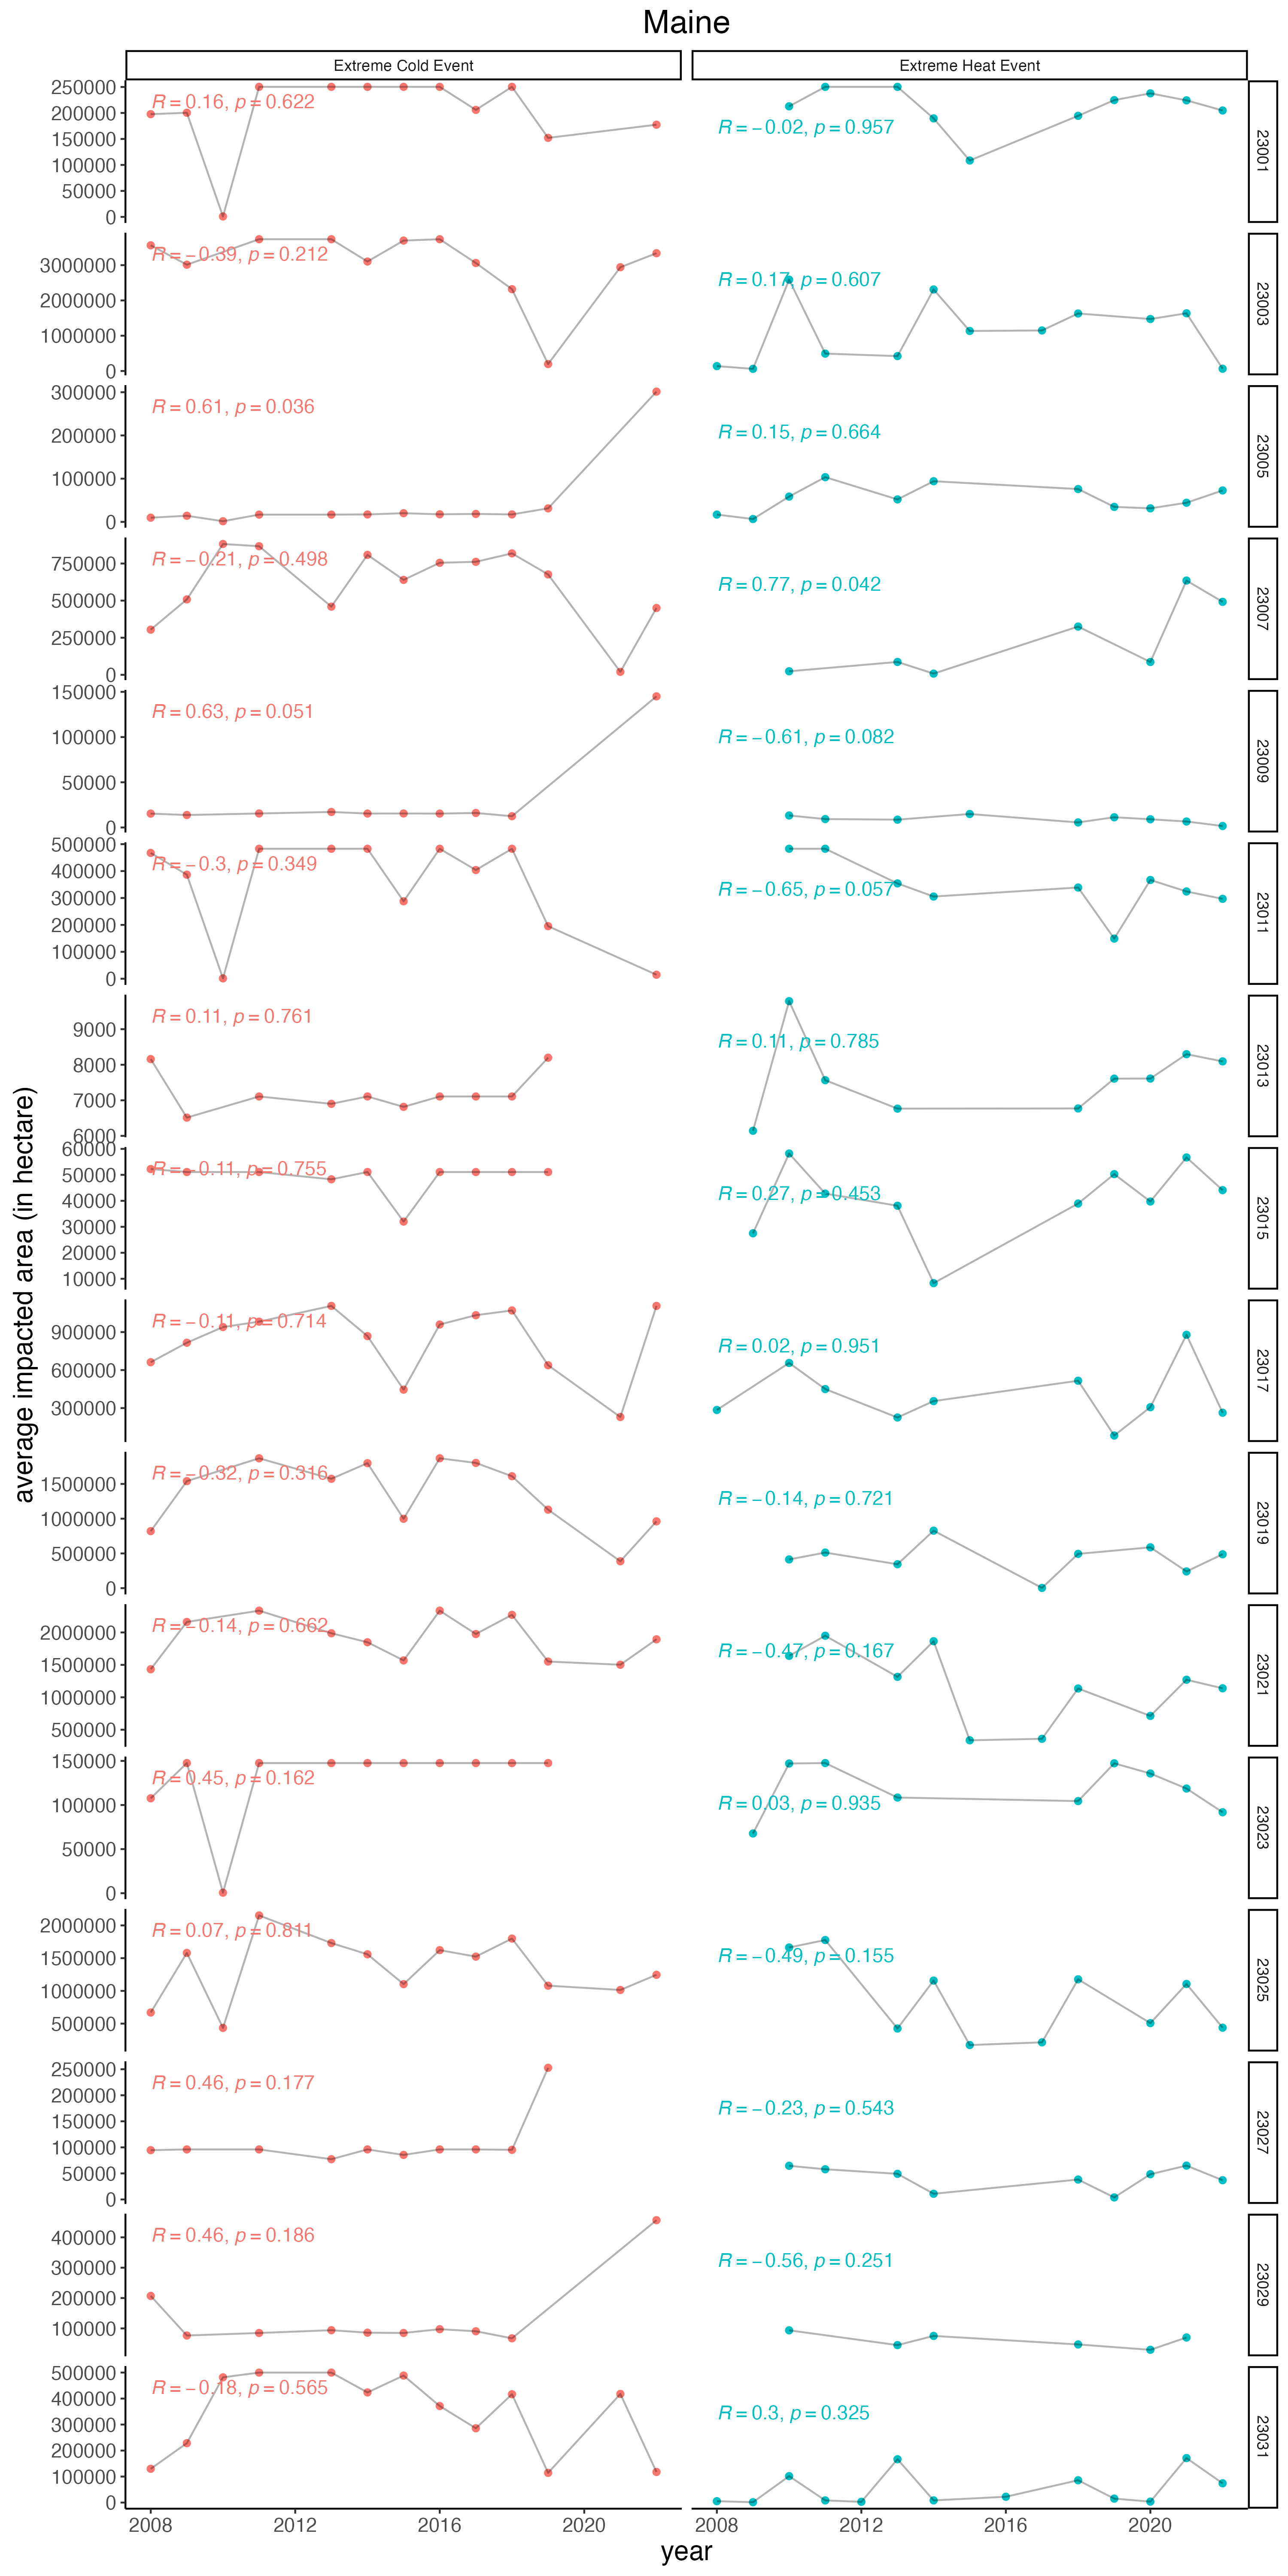 Maine
Extreme Cold Event
Extreme Heat Event
250000
200000
150000
100000
50000
0
R = 0.16, p = 0.622
R = −0.02, p = 0.957
23001
3000000
2000000
1000000
0
R = −0.39, p = 0.212
R = 0.17, p = 0.607
23003
300000
200000
100000
0
R = 0.61, p = 0.036
R = 0.15, p = 0.664
23005
750000
500000
250000
0
R = −0.21, p = 0.498
R = 0.77, p = 0.042
23007
150000
100000
50000
0
R = 0.63, p = 0.051
R = −0.61, p = 0.082
23009
500000
400000
300000
200000
100000
0
R = −0.3, p = 0.349
R = −0.65, p = 0.057
23011
9000
8000
7000
6000
R = 0.11, p = 0.761
R = 0.11, p = 0.785
23013
60000
50000
40000
30000
20000
10000
R = −0.11, p = 0.755
R = 0.27, p = 0.453
23015
900000
600000
300000
R = −0.11, p = 0.714
R = 0.02, p = 0.951
23017
1500000
1000000
500000
0
R = −0.32, p = 0.316
R = −0.14, p = 0.721
23019
2000000
1500000
1000000
500000
R = −0.14, p = 0.662
R = −0.47, p = 0.167
23021
150000
100000
50000
0
R = 0.45, p = 0.162
R = 0.03, p = 0.935
23023
2000000
1500000
1000000
500000
R = 0.07, p = 0.811
R = −0.49, p = 0.155
23025
250000
200000
150000
100000
50000
0
R = 0.46, p = 0.177
R = −0.23, p = 0.543
23027
400000
300000
200000
100000
R = 0.46, p = 0.186
R = −0.56, p = 0.251
23029
500000
400000
300000
200000
100000
0
R = −0.18, p = 0.565
R = 0.3, p = 0.325
23031
average impacted area (in hectare)
2008 2012 2016 2020
2008 2012 2016 2020
year